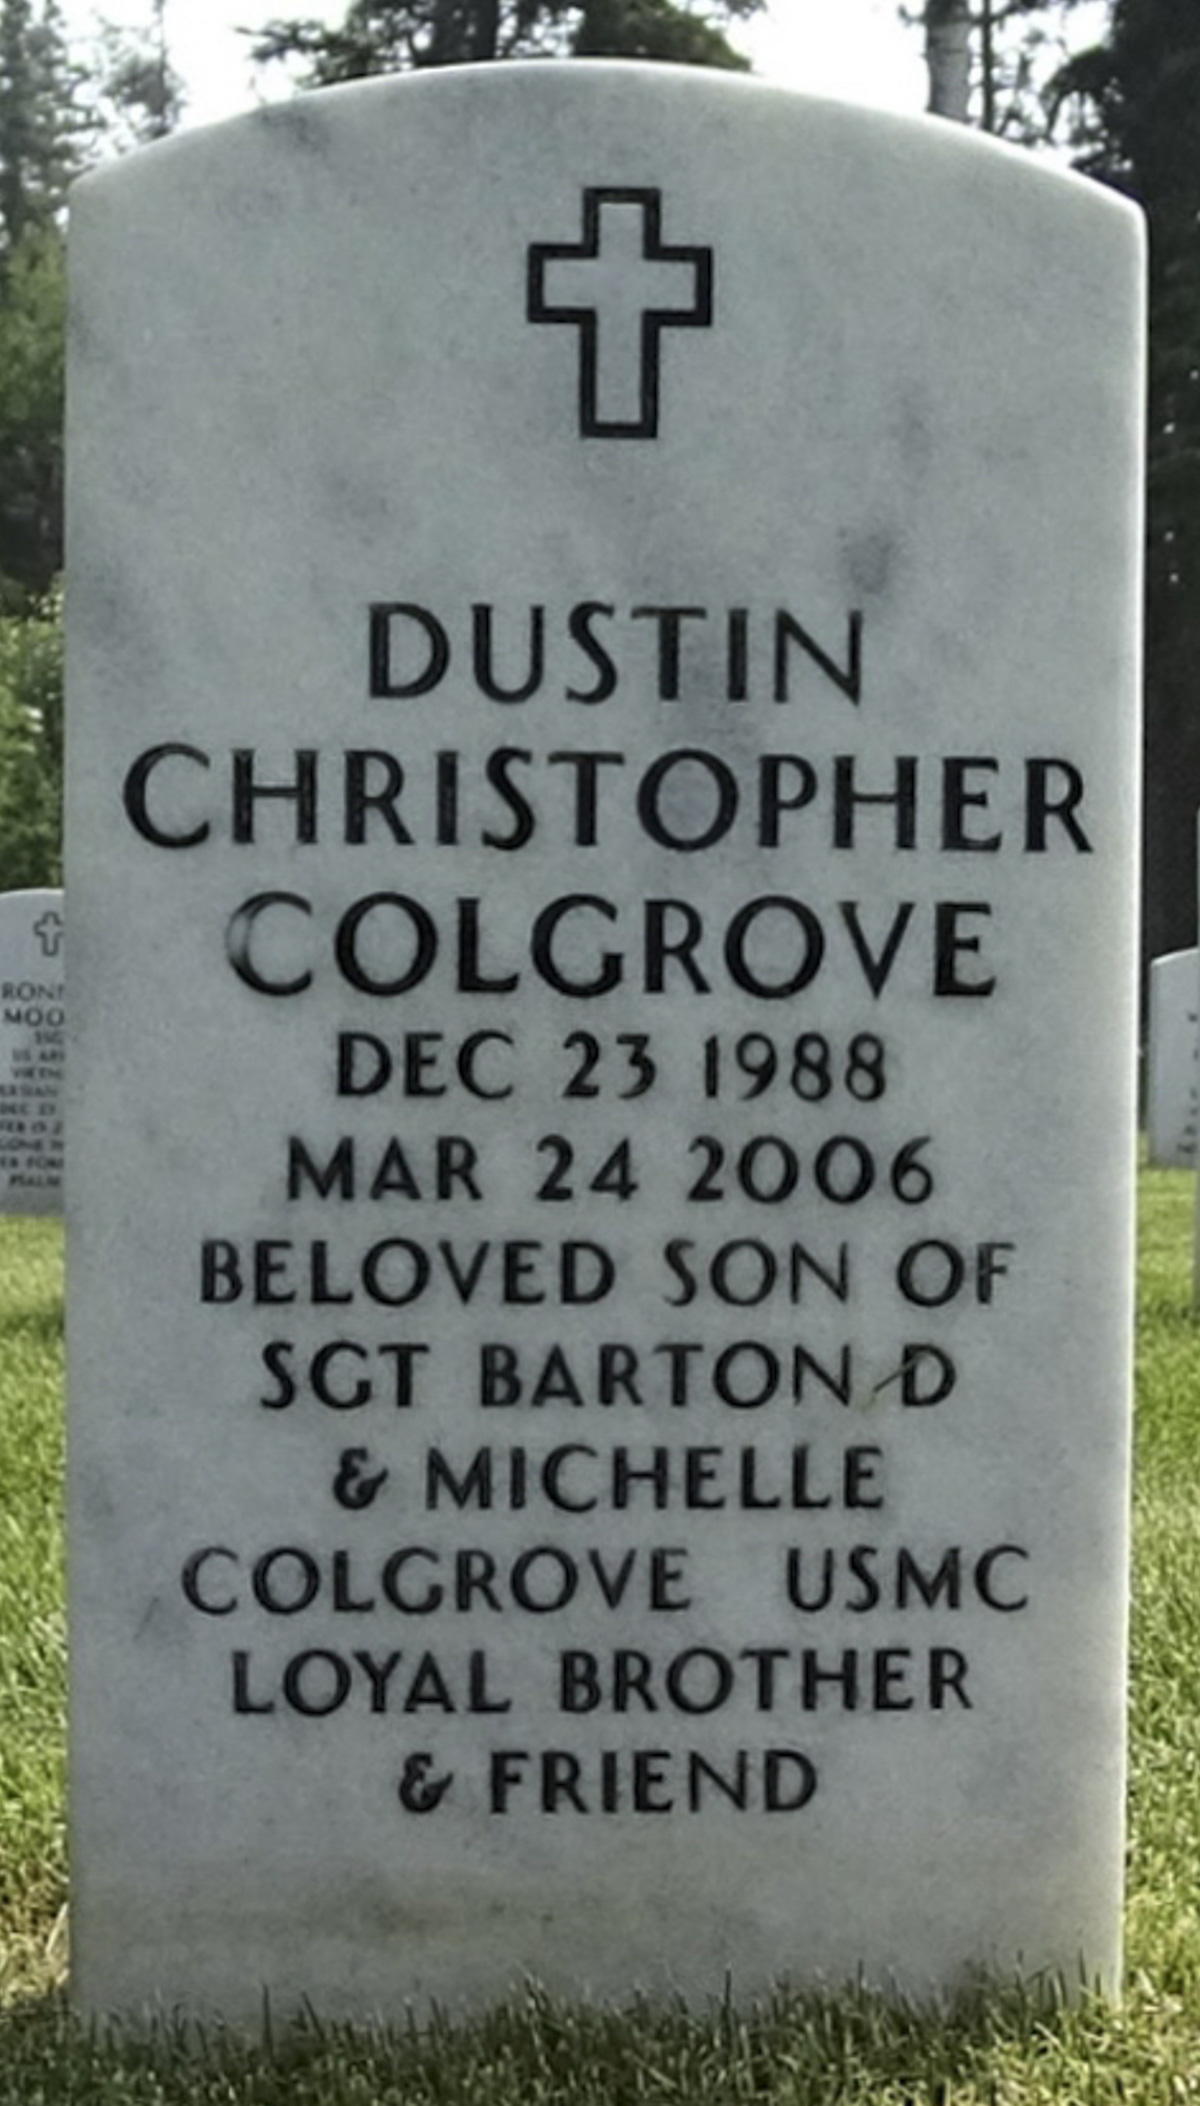 DUSTIN
CHRISTOPHER
COLGROVE
DEC 23 1988
MAR 24 2006
BELOVED SON OF
SGT BARTON D
& MICHELLE
COLGROVE USMC
LOYAL BROTHER
& FRIEND